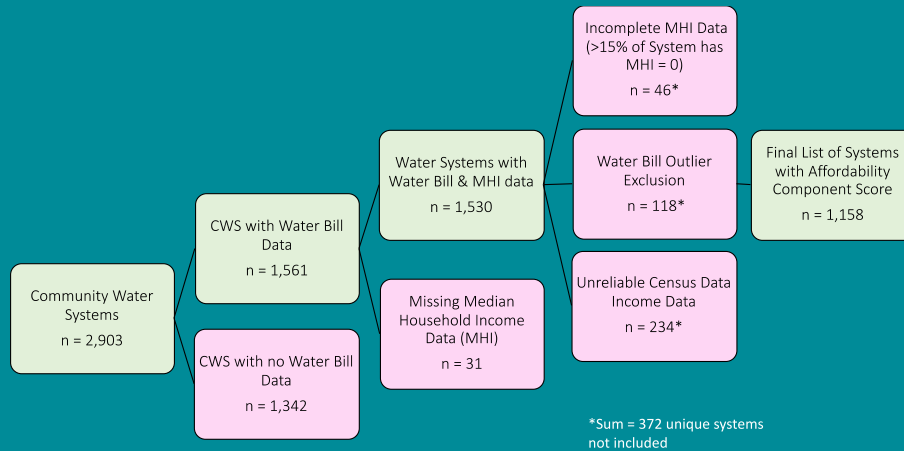 Community Water
Systems
n = 2,903
CWS with Water Bill
Data
n = 1,561
CWS with no Water Bill
Data
n = 1,342
Water Systems with
Water Bill & MHI data
n = 1,530
Missing Median
Household Income
Data (MHI)
n = 31
Incomplete MHI Data
(>15% of System has
MHI = 0)
n = 46*
Water Bill Outlier
Exclusion
n = 118*
Unreliable Census Data
Income Data
n = 234*
Final List of Systems
with Affordability
Component Score
n = 1,158
*Sum = 372 unique systems
not included